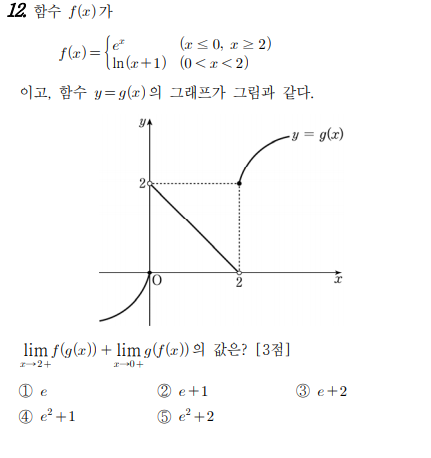 12. 함수 f(x)가
f(x)={e^x (x≤0, x≥2)
ln(x+1) (0<x<2)
이고, 함수 y=g(x)의 그래프가 그림과 같다.
y
y = g(x)
2
O 2 x
lim_{x→2+} f(g(x)) + lim_{x→0+} g(f(x))의 값은? [3점]
① e ② e+1 ③ e+2
④ e²+1 ⑤ e²+2